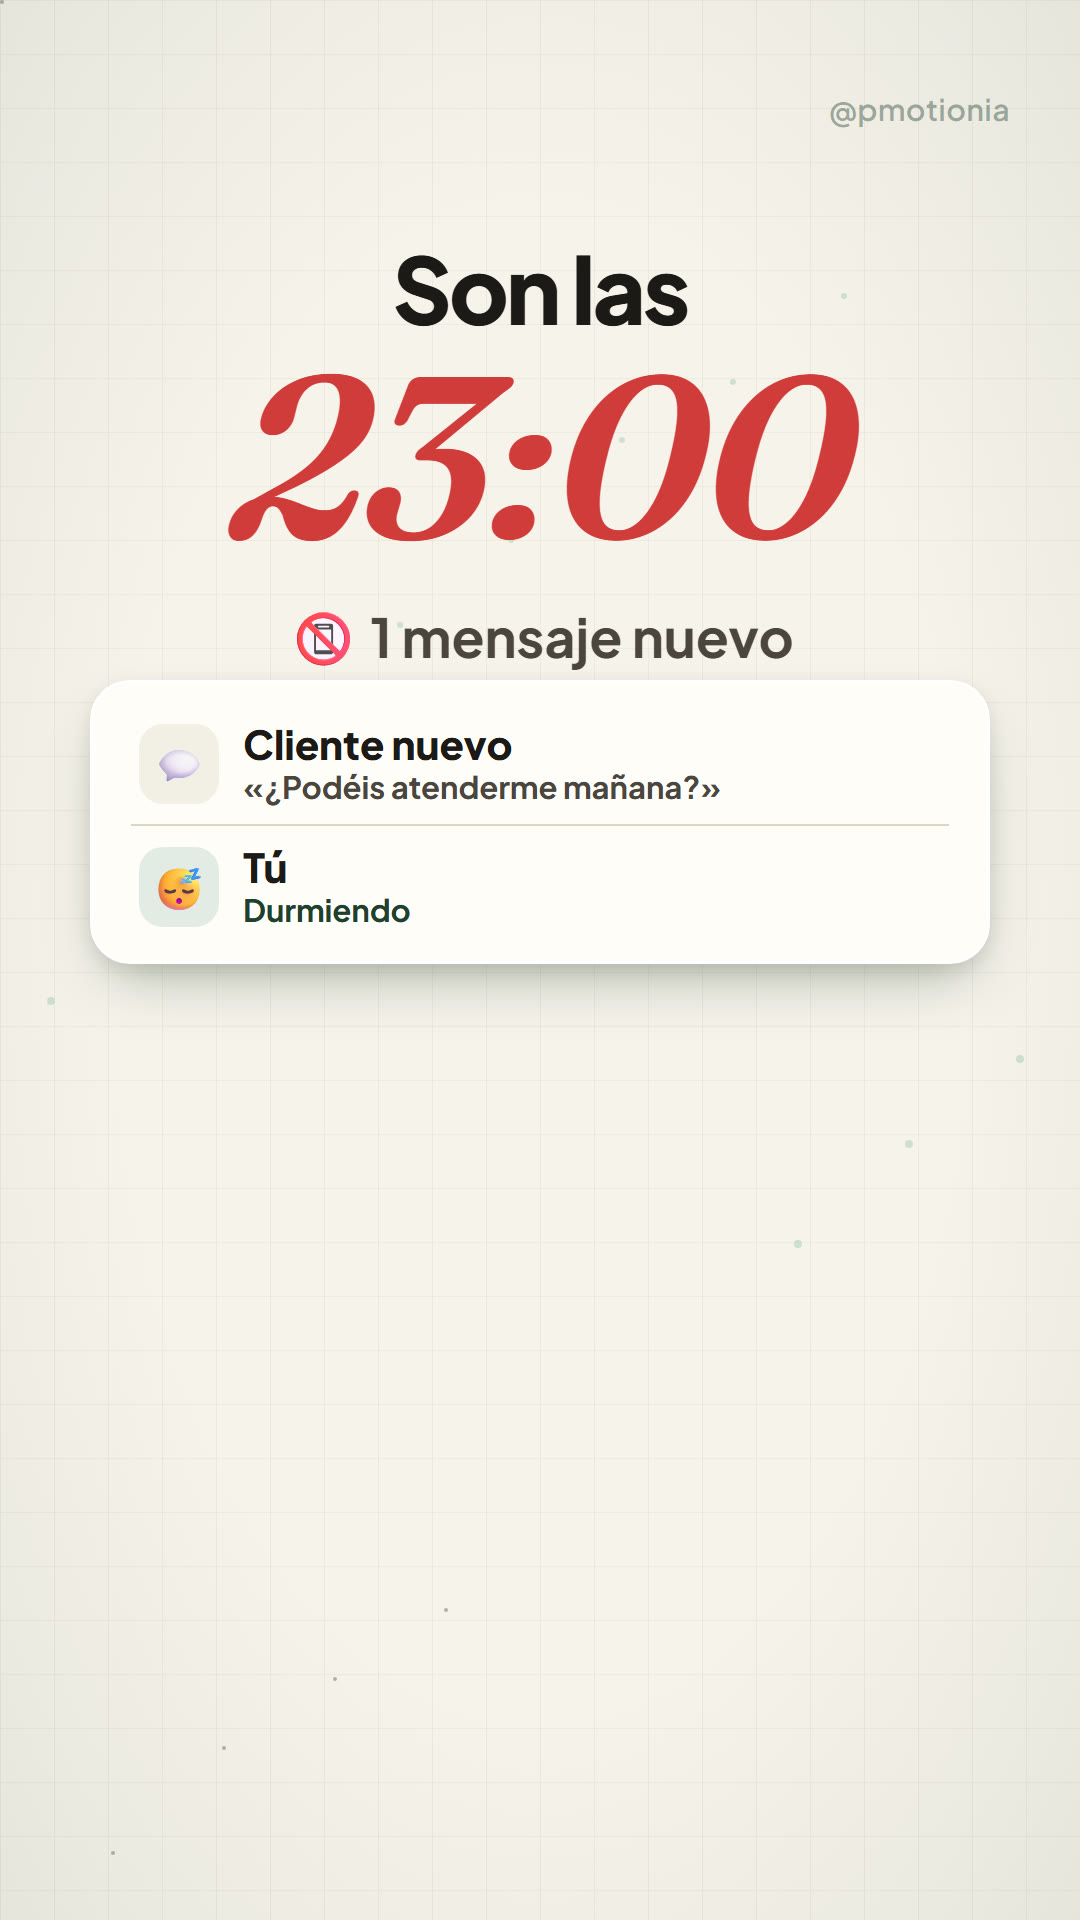 @pmotionia
Son las
23:00
1 mensaje nuevo
Cliente nuevo
«¿Podéis atenderme mañana?»
Tú
Durmiendo